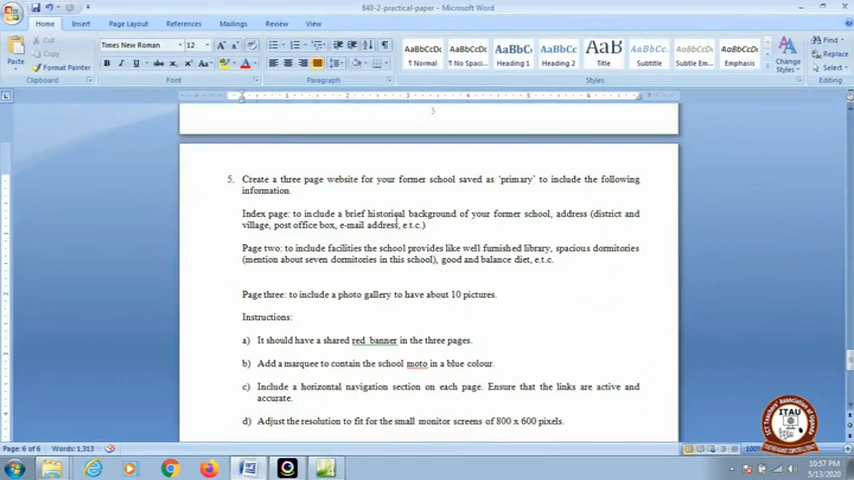 840-2-practical-paper - Microsoft Word
Home Insert Page Layout References Mailings Review View
Paste
Cut
Copy
Format Painter
Clipboard
Times New Roman 12
Font
Paragraph
AaBbCcDc AaBbCcDc AaBbCc AaBbCc AaB AaBbCc. AaBbCcDc AaBbCcDc
¶ Normal ¶ No Spaci... Heading 1 Heading 2 Title Subtitle Subtle Em... Emphasis
Change Styles
Styles
Find
Replace
Select
Editing
5
5. Create a three page website for your former school saved as 'primary' to include the following
information.
Index page: to include a brief historical background of your former school, address (district and
village, post office box, e-mail address, e.t.c.)
Page two: to include facilities the school provides like well furnished library, spacious dormitories
(mention about seven dormitories in this school), good and balance diet, e.t.c.
Page three: to include a photo gallery to have about 10 pictures.
Instructions:
a) It should have a shared red banner in the three pages.
b) Add a marquee to contain the school moto in a blue colour.
c) Include a horizontal navigation section on each page. Ensure that the links are active and
accurate.
d) Adjust the resolution to fit for the small monitor screens of 800 x 600 pixels.
ITAU
Page: 6 of 6 Words: 1,313
100%
10:57 PM
5/13/2020